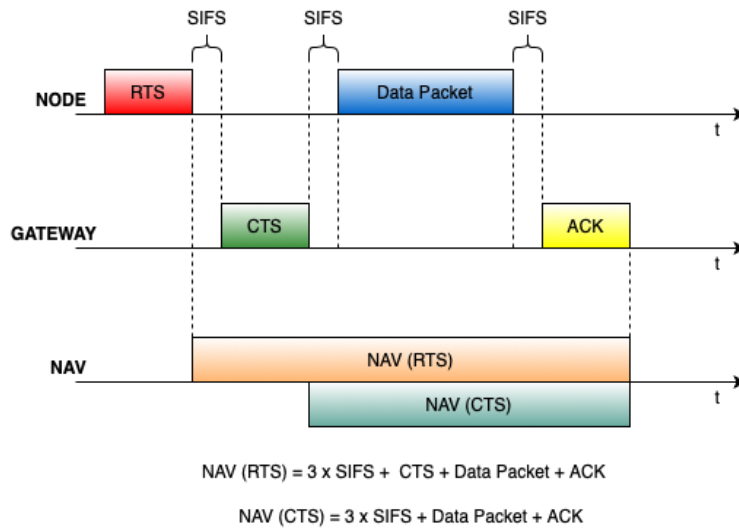 SIFS SIFS SIFS
RTS Data Packet
NODE
t
CTS ACK
GATEWAY
t
NAV (RTS)
NAV
t
NAV (CTS)
NAV (RTS) = 3 x SIFS + CTS + Data Packet + ACK
NAV (CTS) = 3 x SIFS + Data Packet + ACK